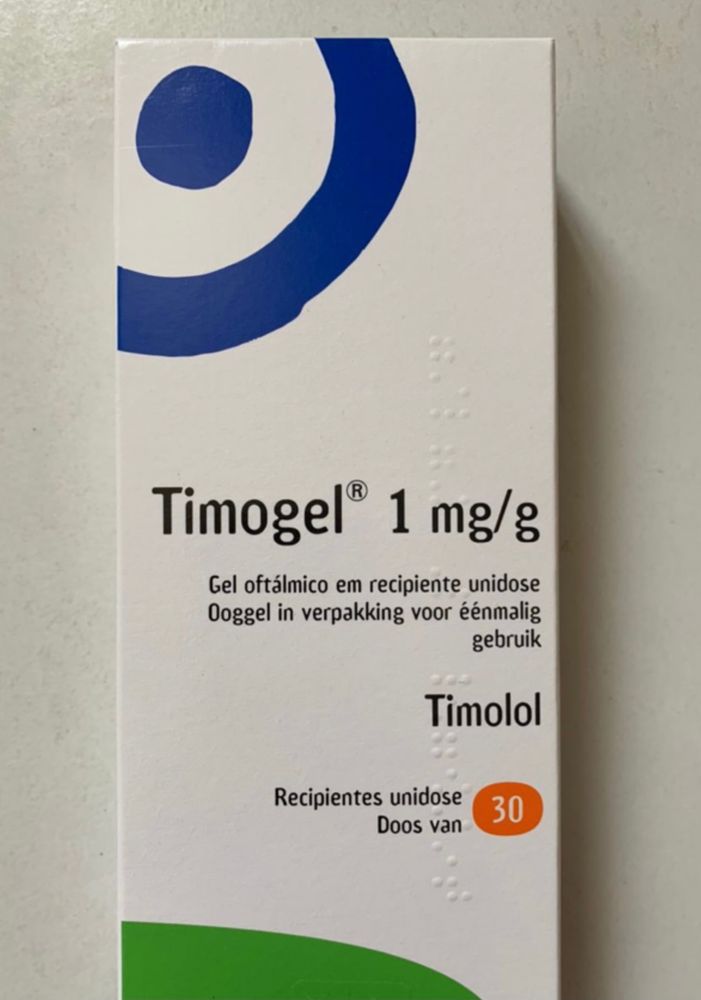 Timogel® 1 mg/g
Gel oftálmico em recipiente unidose
Ooggel in verpakking voor éénmalig
gebruik
Timolol
Recipientes unidose
Doos van
30